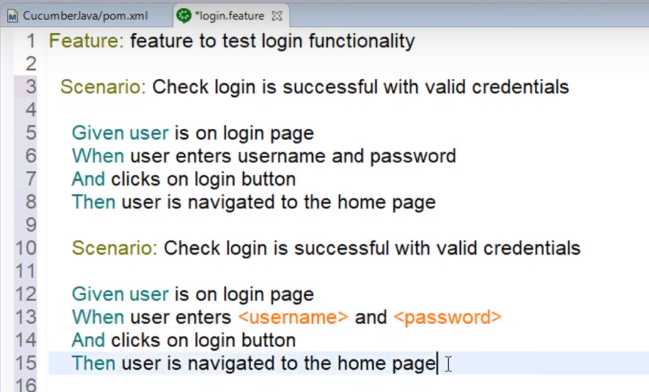 CucumberJava/pom.xml *login.feature
1 Feature: feature to test login functionality
2
3 Scenario: Check login is successful with valid credentials
4
5 Given user is on login page
6 When user enters username and password
7 And clicks on login button
8 Then user is navigated to the home page
9
10 Scenario: Check login is successful with valid credentials
11
12 Given user is on login page
13 When user enters <username> and <password>
14 And clicks on login button
15 Then user is navigated to the home page
16